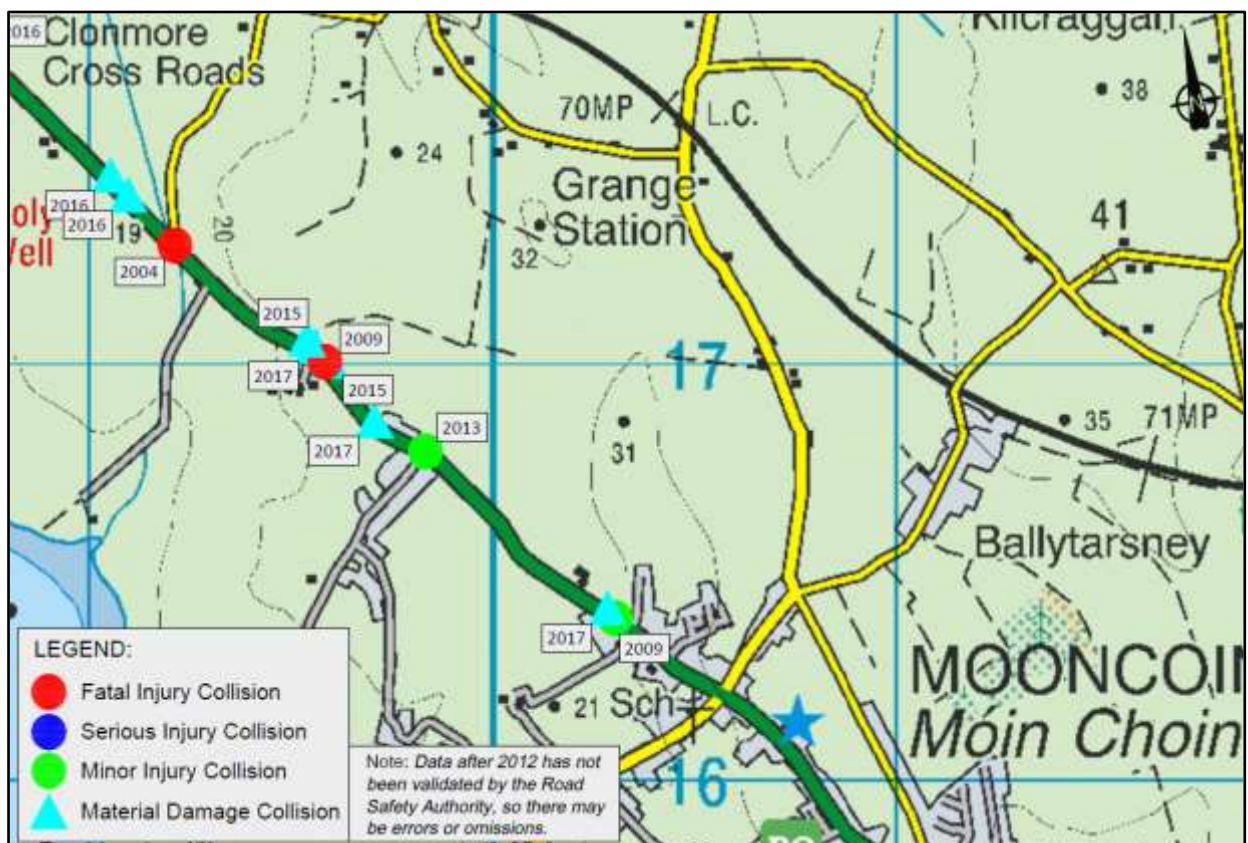 016
Clonmore
Cross Roads
Kilcraggan
38
70MP
L.C.
24
Grange
Station
32
41
2016
2016
oly
Vell
19
20
2004
2015
2009
2017
2015
17
2013
2017
31
35
71MP
Ballytarsney
2017
2009
MOONCOIN
Móin Choin
21
Sch
16
LEGEND:
Fatal Injury Collision
Serious Injury Collision
Minor Injury Collision
Material Damage Collision
Note: Data after 2012 has not
been validated by the Road
Safety Authority, so there may
be errors or omissions.